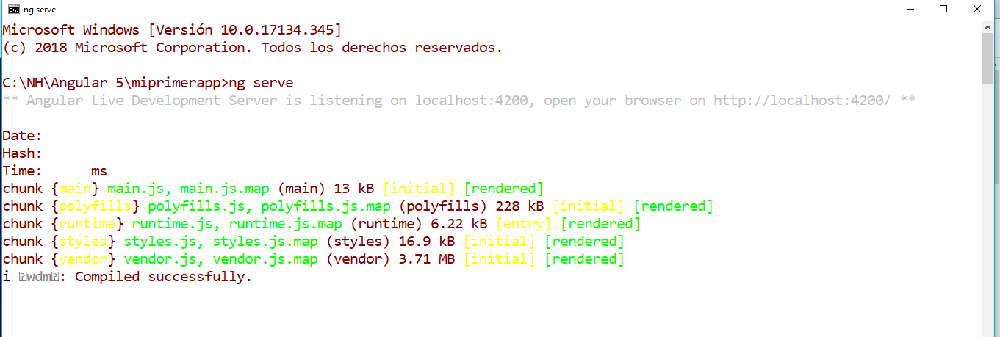 ng serve
Microsoft Windows [Versión 10.0.17134.345]
(c) 2018 Microsoft Corporation. Todos los derechos reservados.
C:\NH\Angular 5\miprimerapp>ng serve
** Angular Live Development Server is listening on localhost:4200, open your browser on http://localhost:4200/ **
Date:
Hash:
Time: ms
chunk {main} main.js, main.js.map (main) 13 kB [initial] [rendered]
chunk {polyfills} polyfills.js, polyfills.js.map (polyfills) 228 kB [initial] [rendered]
chunk {runtime} runtime.js, runtime.js.map (runtime) 6.22 kB [entry] [rendered]
chunk {styles} styles.js, styles.js.map (styles) 16.9 kB [initial] [rendered]
chunk {vendor} vendor.js, vendor.js.map (vendor) 3.71 MB [initial] [rendered]
i ⍰wdm⍰: Compiled successfully.